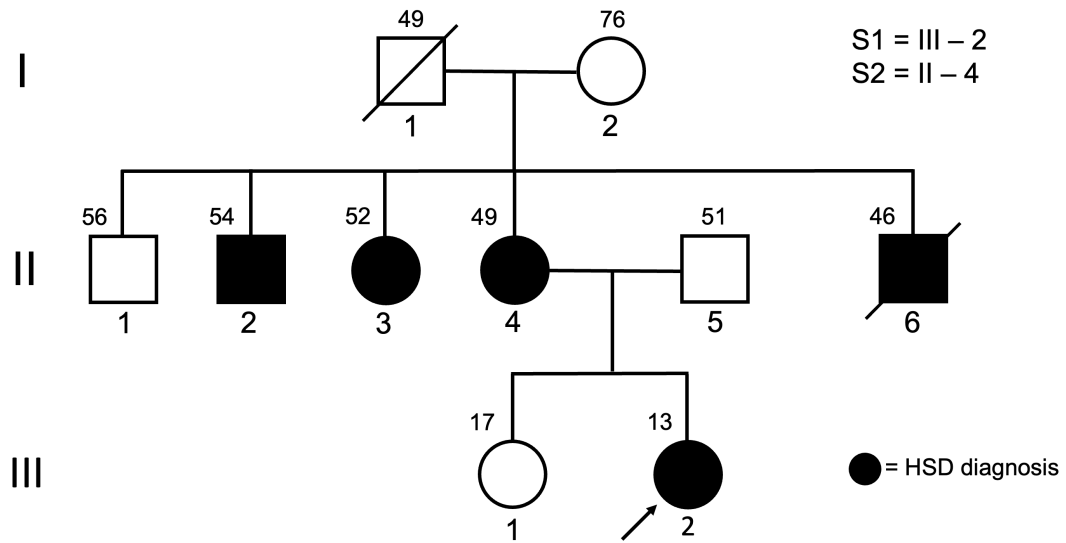 49 76
S1 = III – 2
S2 = II – 4
I
1 2
56 54 52 49 51 46
II
1 2 3 4 5 6
17 13
III
= HSD diagnosis
1 2